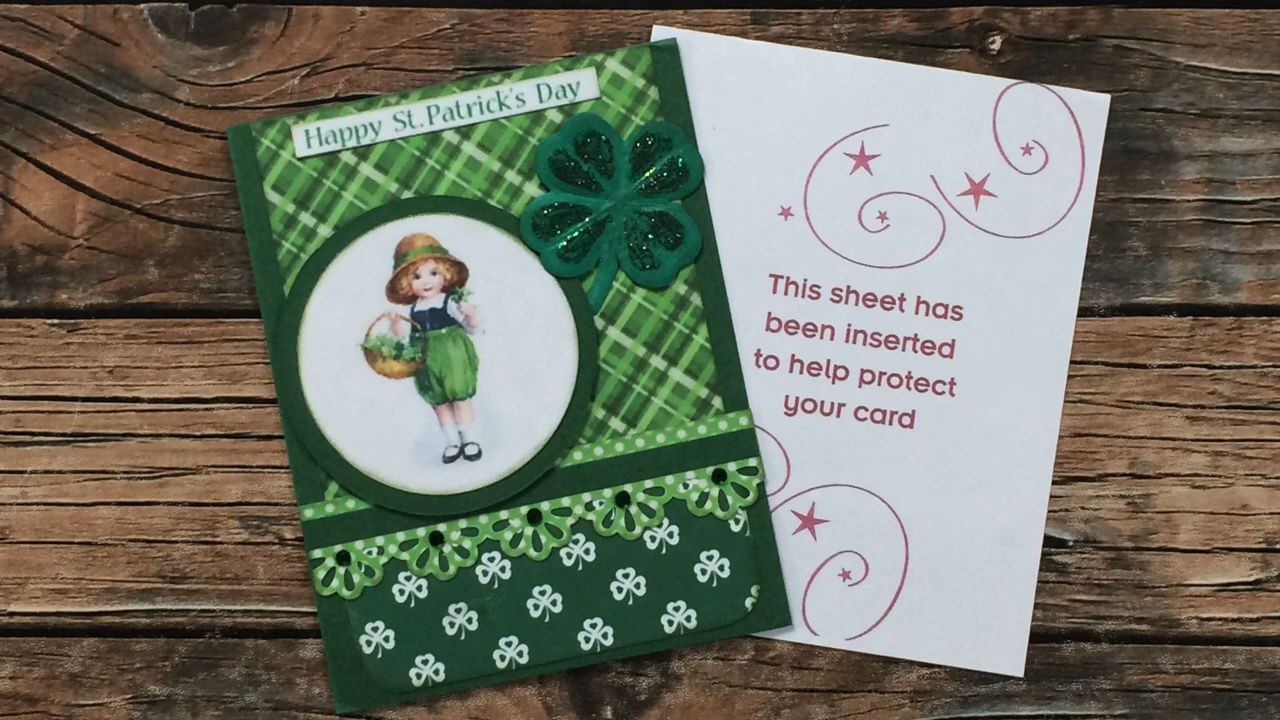 Happy St. Patrick's Day
This sheet has
been inserted
to help protect
your card